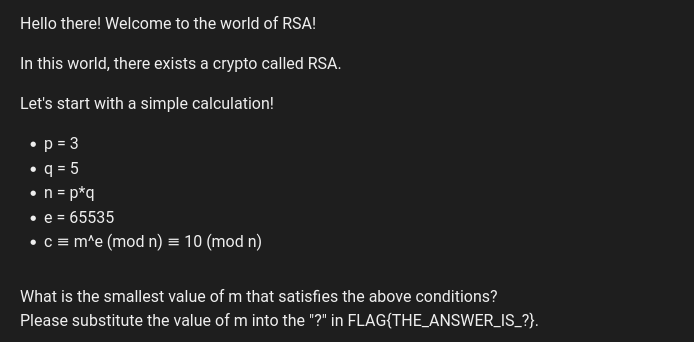 Hello there! Welcome to the world of RSA!
In this world, there exists a crypto called RSA.
Let's start with a simple calculation!
• p = 3
• q = 5
• n = p*q
• e = 65535
• c ≡ m^e (mod n) ≡ 10 (mod n)
What is the smallest value of m that satisfies the above conditions?
Please substitute the value of m into the "?" in FLAG{THE_ANSWER_IS_?}.